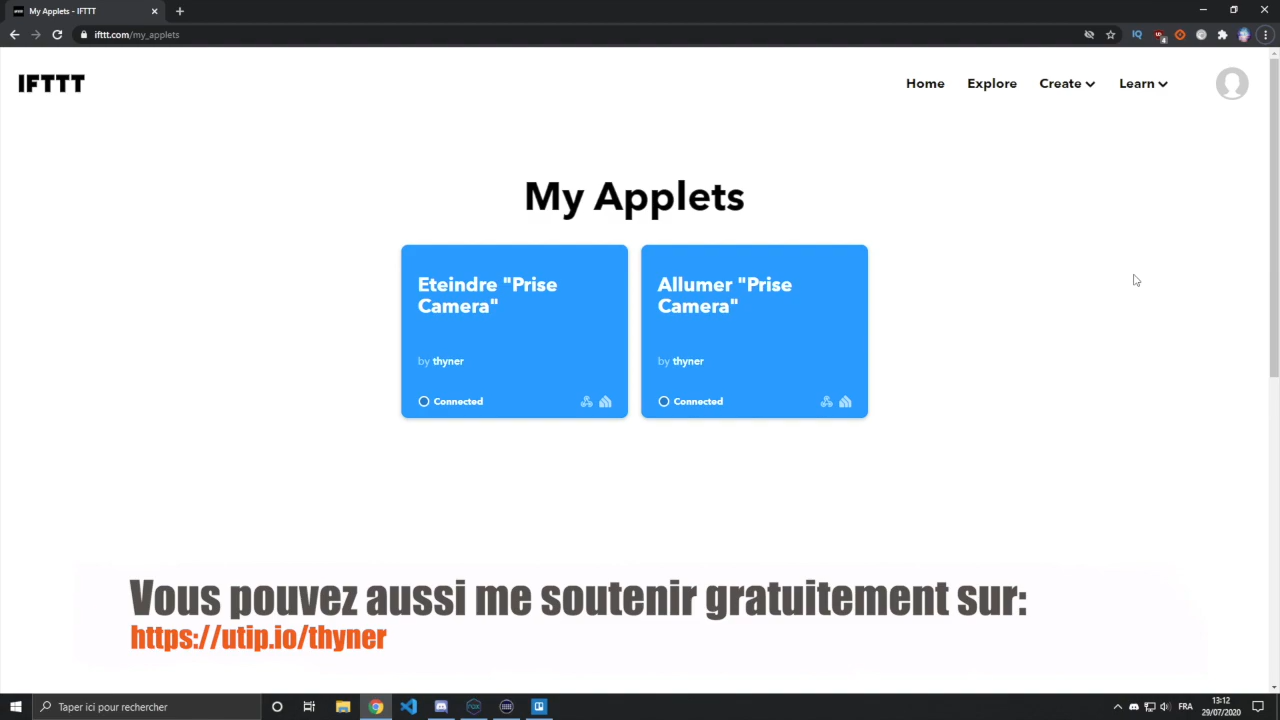 My Applets - IFTTT
ifttt.com/my_applets
IFTTT
Home Explore Create Learn
My Applets
Eteindre "Prise
Camera"
by thyner
Connected
Allumer "Prise
Camera"
by thyner
Connected
Vous pouvez aussi me soutenir gratuitement sur:
https://utip.io/thyner
Taper ici pour rechercher
FRA
13:12
29/07/2020